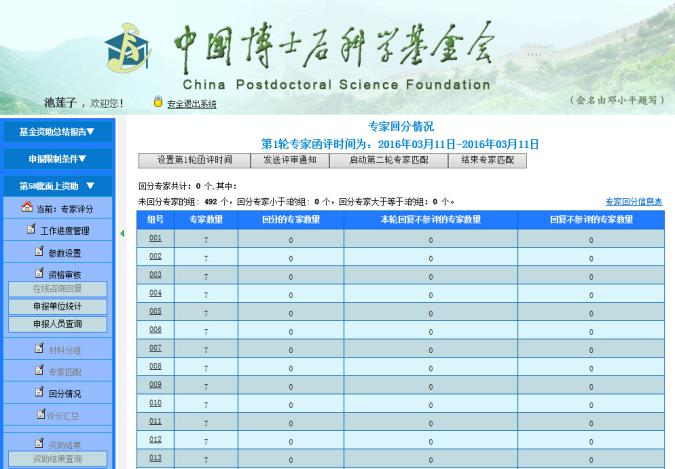 中国博士后科学基金会
China Postdoctoral Science Foundation
池莲子 ，欢迎您！ 安全退出系统
（会名由邓小平题写）
基金资助总结报告▼
申报限制条件▼
第58批面上资助 ▼
当前：专家评分
工作进度管理
参数设置
资格审核
在线咨询回复
申报单位统计
申报人员查询
材料分组
专家匹配
回分情况
评分汇总
资助结果
资助结果查询
专家回分情况
第1轮专家函评时间为：2016年03月11日-2016年03月11日
设置第1轮函评时间 发送评审通知 启动第二轮专家匹配 结束专家匹配
回分专家共计：0 个,其中：
未回分专家的组：492 个，回分专家小于5的组：0 个，回分专家大于等于5的组：0 个。 专家回分信息表
组号 专家数量 回分的专家数量 本轮回复不参评的专家数量 回复不参评的专家数量
001 7 0 0 0
002 7 0 0 0
003 7 0 0 0
004 7 0 0 0
005 7 0 0 0
006 7 0 0 0
007 7 0 0 0
008 7 0 0 0
009 7 0 0 0
010 7 0 0 0
011 7 0 0 0
012 7 0 0 0
013 7 0 0 0